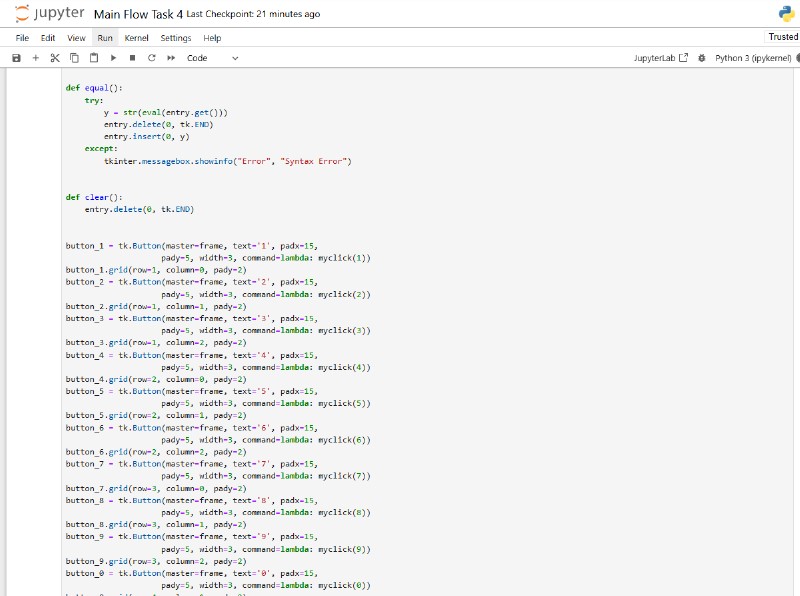 jupyter Main Flow Task 4 Last Checkpoint: 21 minutes ago
File Edit View Run Kernel Settings Help Trusted
Code JupyterLab Python 3 (ipykernel)
def equal():
    try:
        y = str(eval(entry.get()))
        entry.delete(0, tk.END)
        entry.insert(0, y)
    except:
        tkinter.messagebox.showinfo("Error", "Syntax Error")
def clear():
    entry.delete(0, tk.END)
button_1 = tk.Button(master=frame, text='1', padx=15,
                    pady=5, width=3, command=lambda: myclick(1))
button_1.grid(row=1, column=0, pady=2)
button_2 = tk.Button(master=frame, text='2', padx=15,
                    pady=5, width=3, command=lambda: myclick(2))
button_2.grid(row=1, column=1, pady=2)
button_3 = tk.Button(master=frame, text='3', padx=15,
                    pady=5, width=3, command=lambda: myclick(3))
button_3.grid(row=1, column=2, pady=2)
button_4 = tk.Button(master=frame, text='4', padx=15,
                    pady=5, width=3, command=lambda: myclick(4))
button_4.grid(row=2, column=0, pady=2)
button_5 = tk.Button(master=frame, text='5', padx=15,
                    pady=5, width=3, command=lambda: myclick(5))
button_5.grid(row=2, column=1, pady=2)
button_6 = tk.Button(master=frame, text='6', padx=15,
                    pady=5, width=3, command=lambda: myclick(6))
button_6.grid(row=2, column=2, pady=2)
button_7 = tk.Button(master=frame, text='7', padx=15,
                    pady=5, width=3, command=lambda: myclick(7))
button_7.grid(row=3, column=0, pady=2)
button_8 = tk.Button(master=frame, text='8', padx=15,
                    pady=5, width=3, command=lambda: myclick(8))
button_8.grid(row=3, column=1, pady=2)
button_9 = tk.Button(master=frame, text='9', padx=15,
                    pady=5, width=3, command=lambda: myclick(9))
button_9.grid(row=3, column=2, pady=2)
button_0 = tk.Button(master=frame, text='0', padx=15,
                    pady=5, width=3, command=lambda: myclick(0))